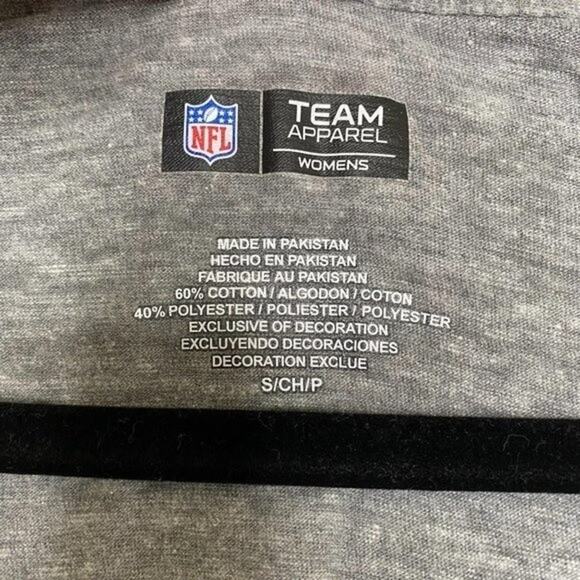 NFL
TEAM
APPAREL
WOMENS
MADE IN PAKISTAN
HECHO EN PAKISTAN
FABRIQUE AU PAKISTAN
60% COTTON / ALGODON / COTON
40% POLYESTER / POLIESTER / POLYESTER
EXCLUSIVE OF DECORATION
EXCLUYENDO DECORACIONES
DECORATION EXCLUE
S/CH/P